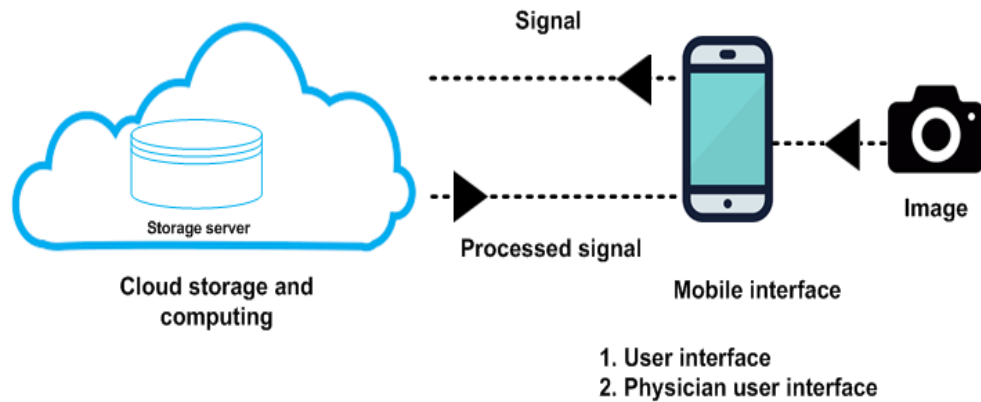 Signal
Storage server
Image
Processed signal
Cloud storage and
computing
Mobile interface
1. User interface
2. Physician user interface